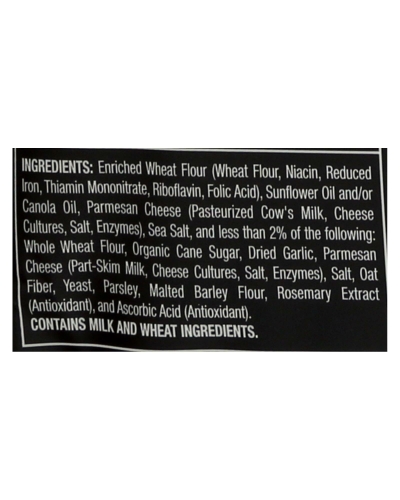 INGREDIENTS: Enriched Wheat Flour (Wheat Flour, Niacin, Reduced
Iron, Thiamin Mononitrate, Riboflavin, Folic Acid), Sunflower Oil and/or
Canola Oil, Parmesan Cheese (Pasteurized Cow's Milk, Cheese
Cultures, Salt, Enzymes), Sea Salt, and less than 2% of the following:
Whole Wheat Flour, Organic Cane Sugar, Dried Garlic, Parmesan
Cheese (Part-Skim Milk, Cheese Cultures, Salt, Enzymes), Salt, Oat
Fiber, Yeast, Parsley, Malted Barley Flour, Rosemary Extract
(Antioxidant), and Ascorbic Acid (Antioxidant).
CONTAINS MILK AND WHEAT INGREDIENTS.